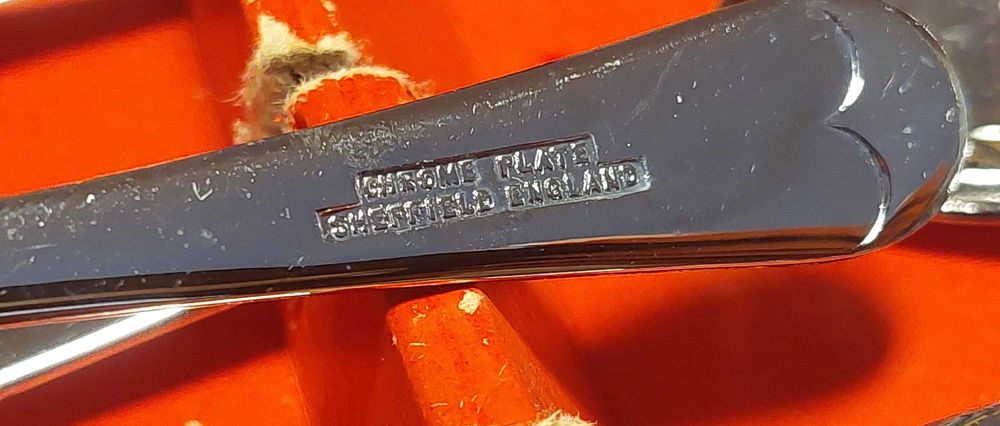 CHROME PLATE
SHEFFIELD ENGLAND